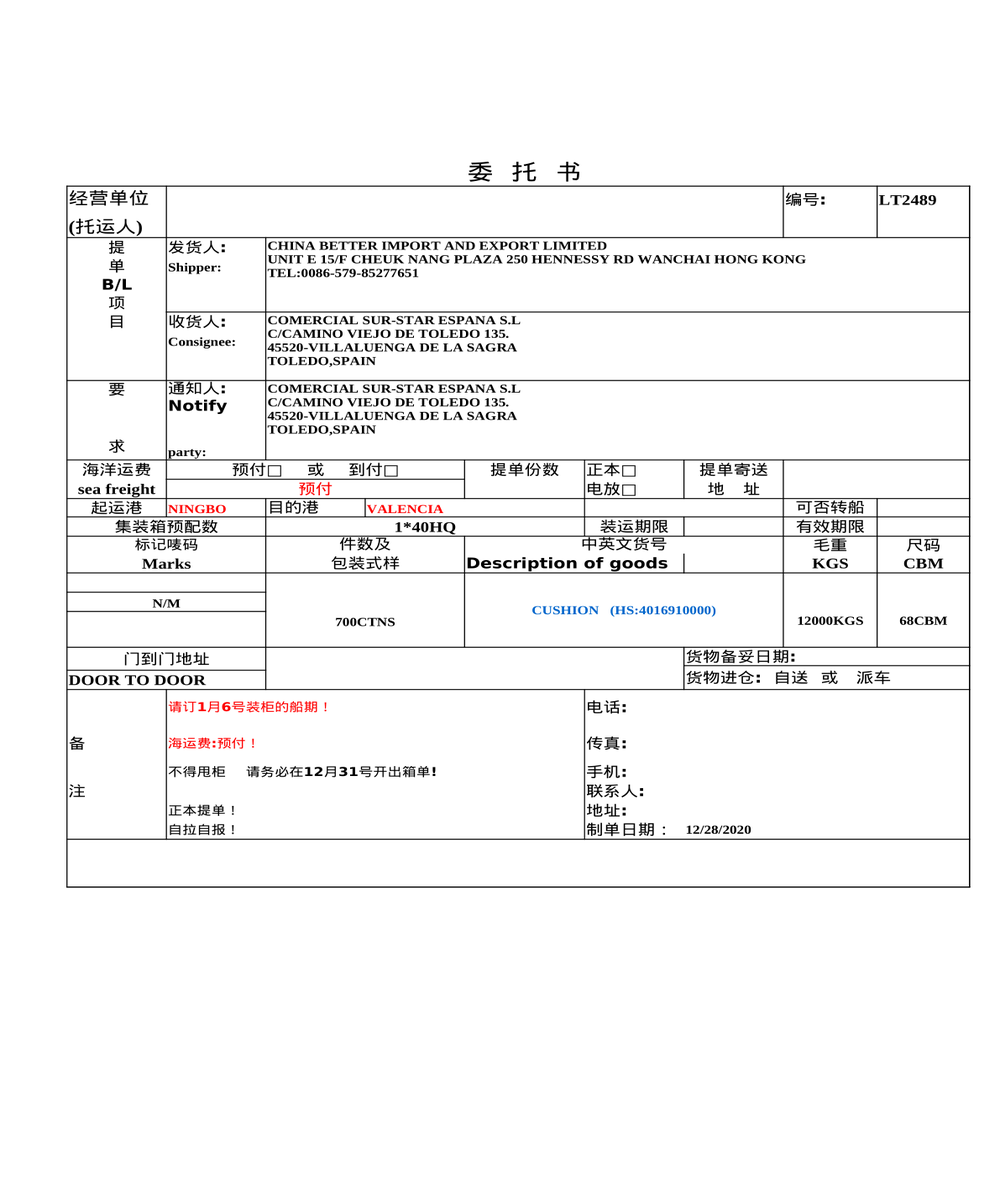 委 托 书
经营单位
(托运人)
编号:
LT2489
提
单
B/L
项
目
发货人:
Shipper:
CHINA BETTER IMPORT AND EXPORT LIMITED
UNIT E 15/F CHEUK NANG PLAZA 250 HENNESSY RD WANCHAI HONG KONG
TEL:0086-579-85277651
收货人:
Consignee:
COMERCIAL SUR-STAR ESPANA S.L
C/CAMINO VIEJO DE TOLEDO 135.
45520-VILLALUENGA DE LA SAGRA
TOLEDO,SPAIN
要
求
通知人:
Notify
party:
COMERCIAL SUR-STAR ESPANA S.L
C/CAMINO VIEJO DE TOLEDO 135.
45520-VILLALUENGA DE LA SAGRA
TOLEDO,SPAIN
海洋运费
sea freight
预付□ 或 到付□
预付
提单份数
正本□
电放□
提单寄送
地 址
起运港
NINGBO
目的港
VALENCIA
可否转船
集装箱预配数
1*40HQ
装运期限
有效期限
标记唛码
Marks
件数及
包装式样
中英文货号
Description of goods
毛重
KGS
尺码
CBM
N/M
700CTNS
CUSHION (HS:4016910000)
12000KGS
68CBM
门到门地址
DOOR TO DOOR
货物备妥日期:
货物进仓: 自送 或 派车
备
注
请订1月6号装柜的船期！
海运费:预付！
不得甩柜 请务必在12月31号开出箱单!
正本提单！
自拉自报！
电话:
传真:
手机:
联系人:
地址:
制单日期： 12/28/2020